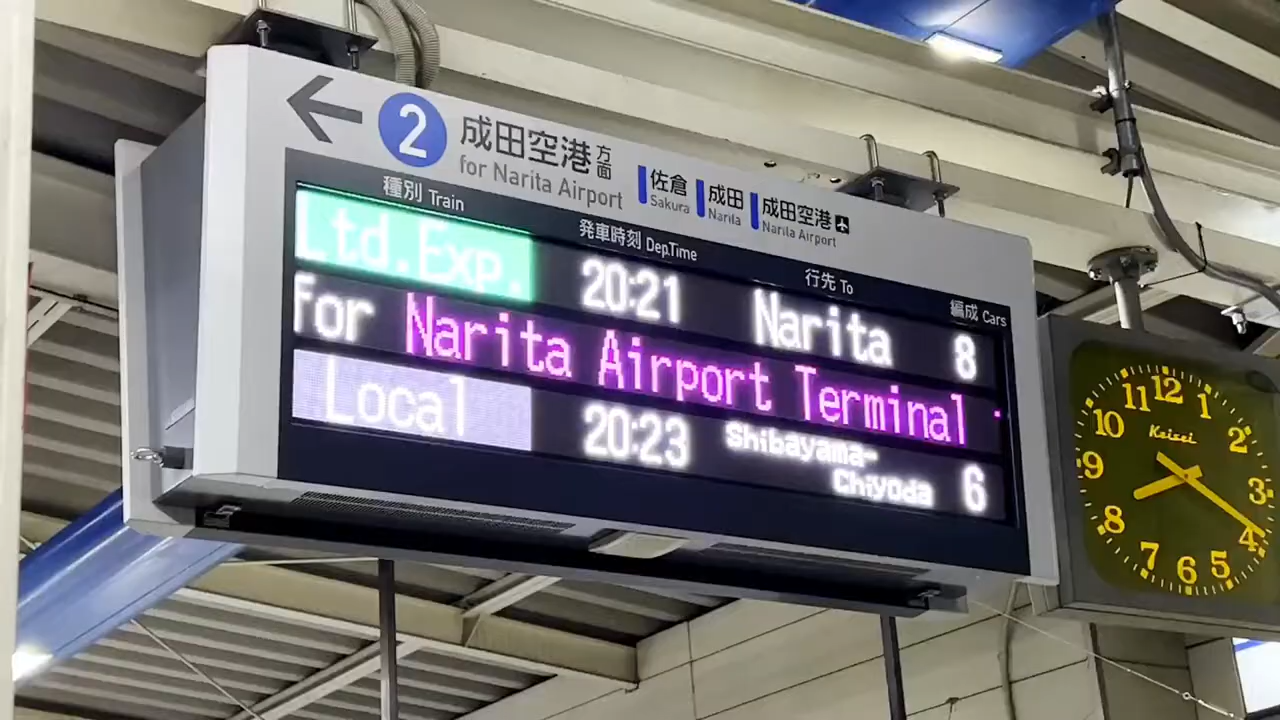 2 成田空港方面 佐倉 成田 成田空港
for Narita Airport Sakura Narita Narita Airport
種別 Train 発車時刻 Dep.Time 行先 To 編成 Cars
Ltd.Exp. 20:21 Narita 8
For Narita Airport Terminal
Local 20:23 Shibayama-Chiyoda 6
Keisei
12 1 2 3 4 5 6 7 8 9 10 11